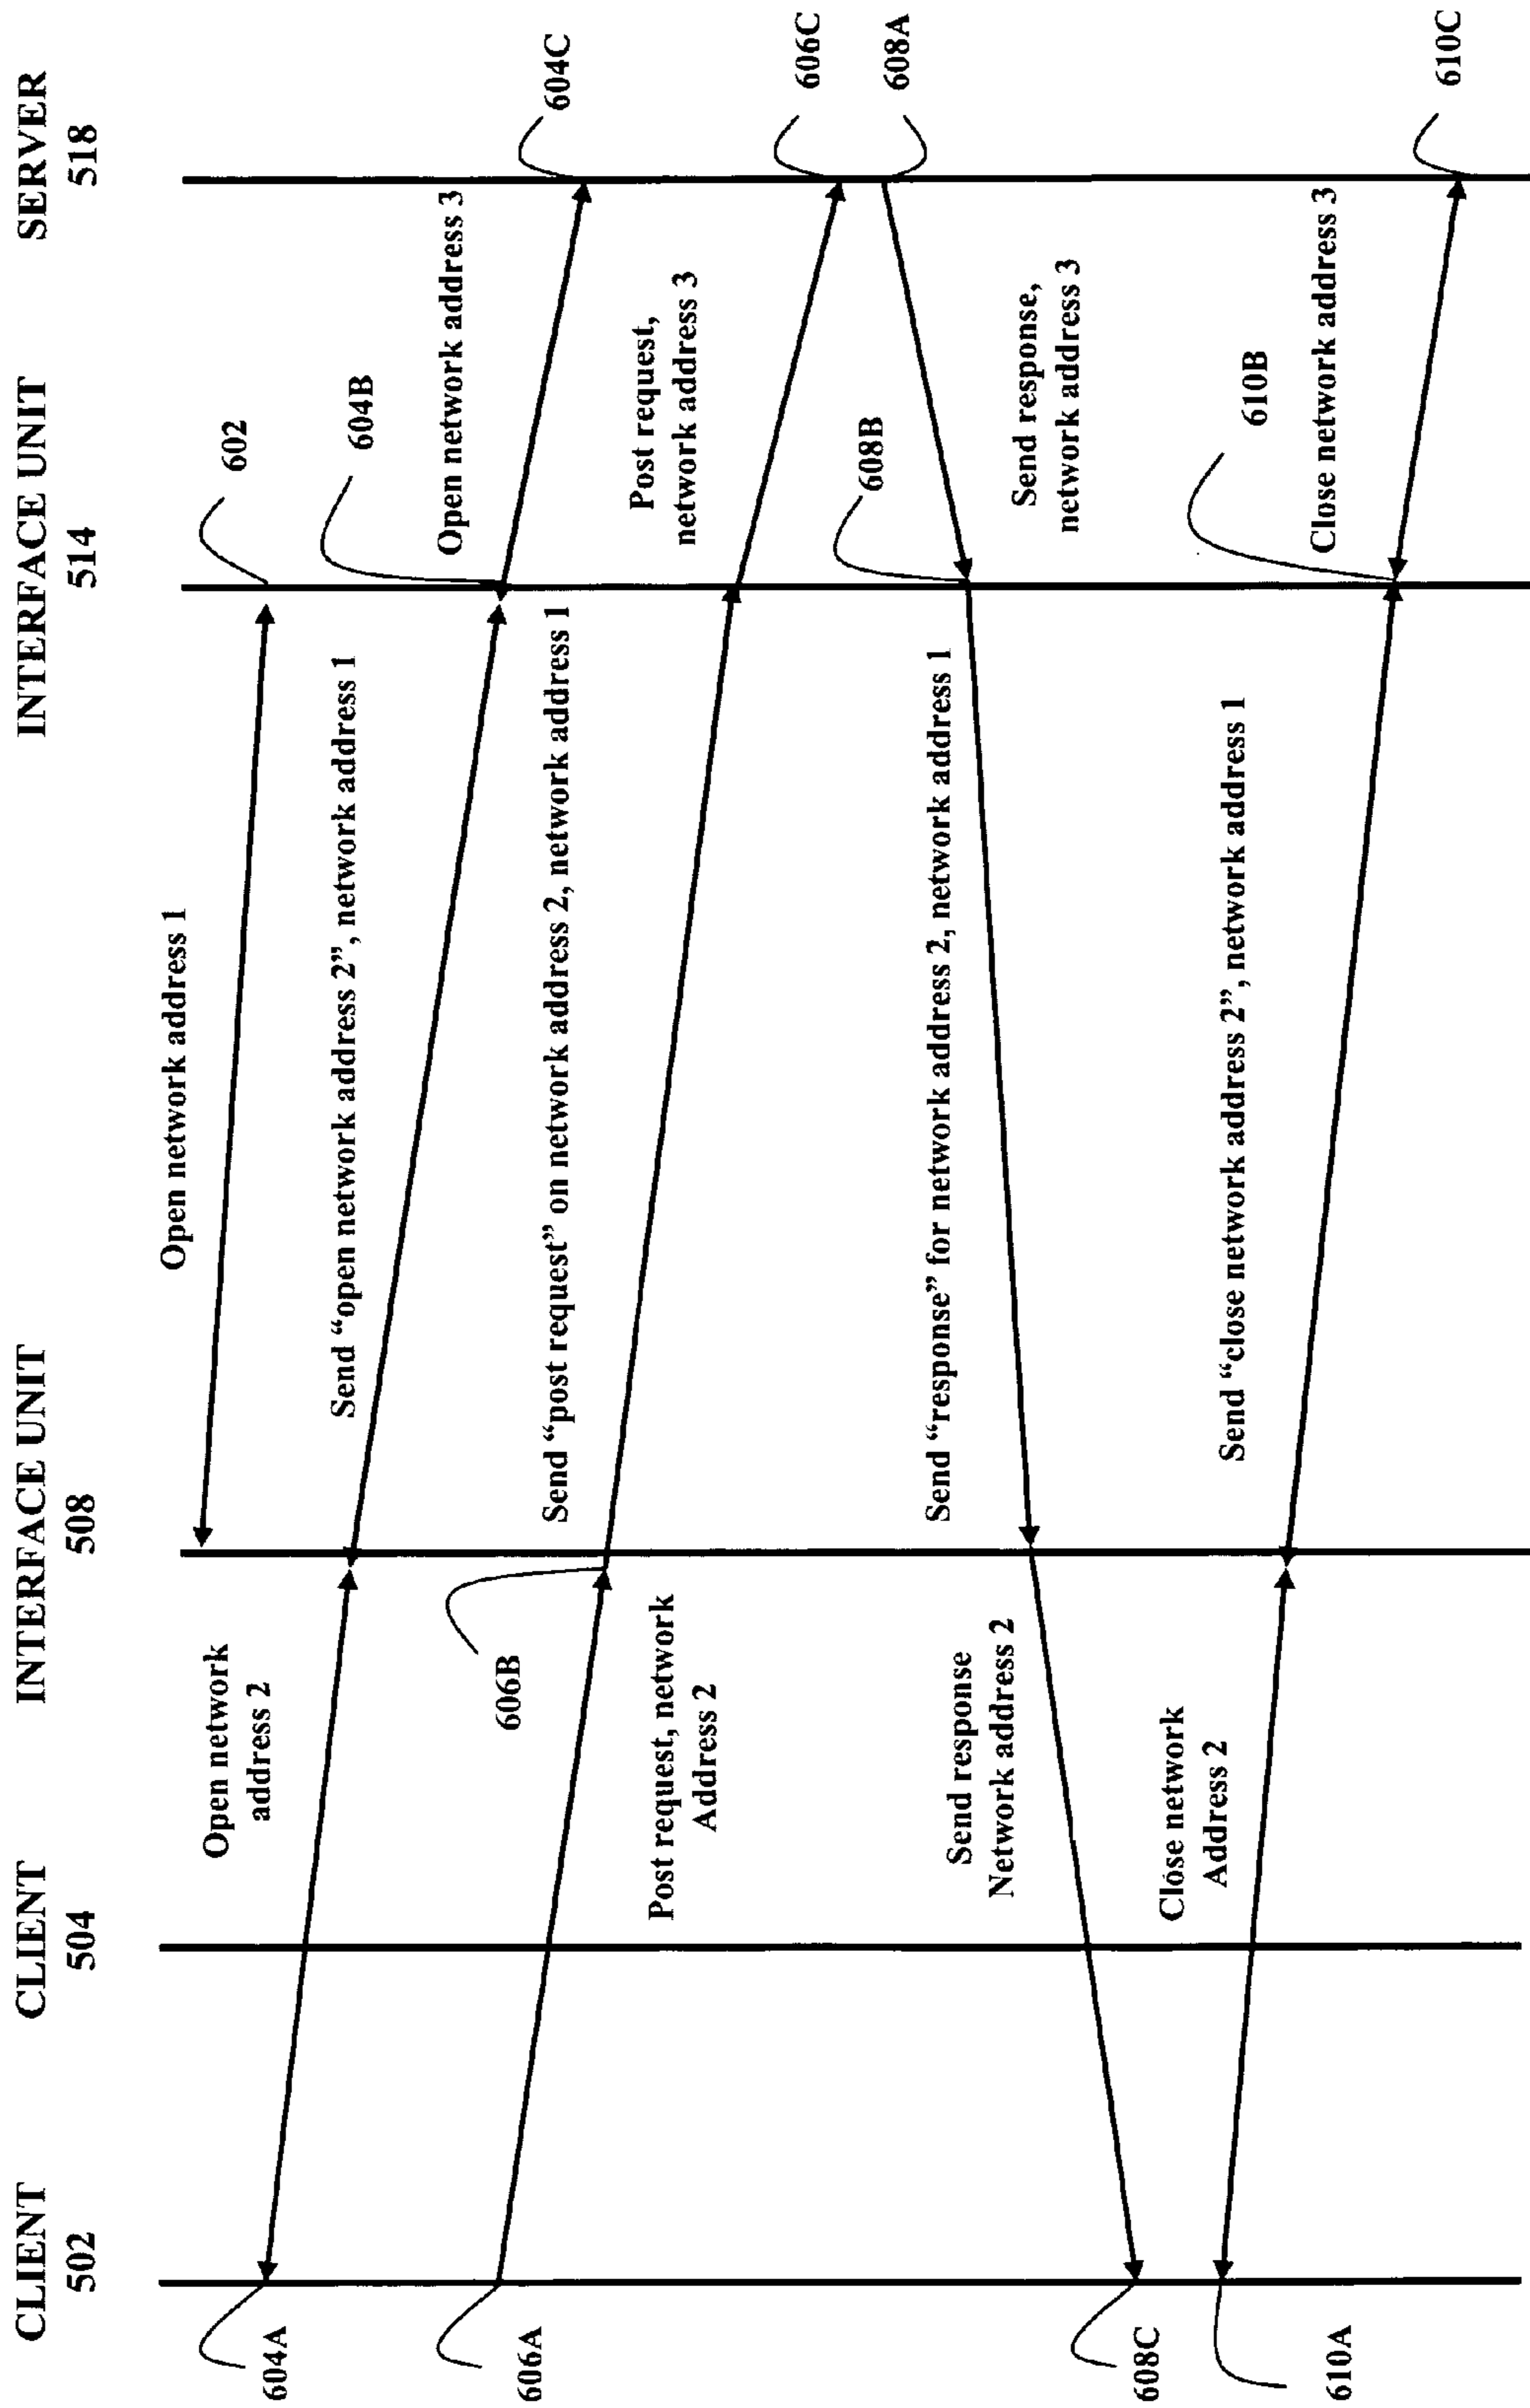 CLIENT
502
CLIENT
504
INTERFACE UNIT
508
INTERFACE UNIT
514
SERVER
518
Open network address 1
602
604A
Open network
address 2
Send “open network address 2”, network address 1
604B
Open network address 3
604C
606A
Post request, network
Address 2
606B
Send “post request” on network address 2, network address 1
Post request,
network address 3
606C
608A
Send response,
network address 3
608B
Send “response” for network address 2, network address 1
Send response
Network address 2
608C
610A
Close network
Address 2
Send “close network address 2”, network address 1
610B
Close network address 3
610C